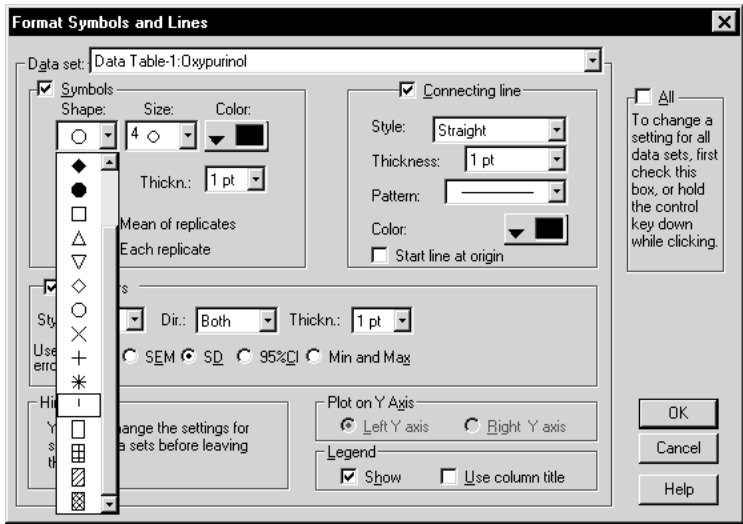 Format Symbols and Lines
Data set: Data Table-1:Oxypurinol
Symbols
Shape: Size: Color:
4
Thickn.: 1 pt
Mean of replicates
Each replicate
Connecting line
Style: Straight
Thickness: 1 pt
Pattern:
Color:
Start line at origin
All
To change a
setting for all
data sets, first
check this
box, or hold
the control
key down
while clicking.
Dir.: Both Thickn.: 1 pt
SEM SD 95%CI Min and Max
ange the settings for
a sets before leaving
Plot on Y Axis
Left Y axis Right Y axis
Legend
Show Use column title
OK
Cancel
Help